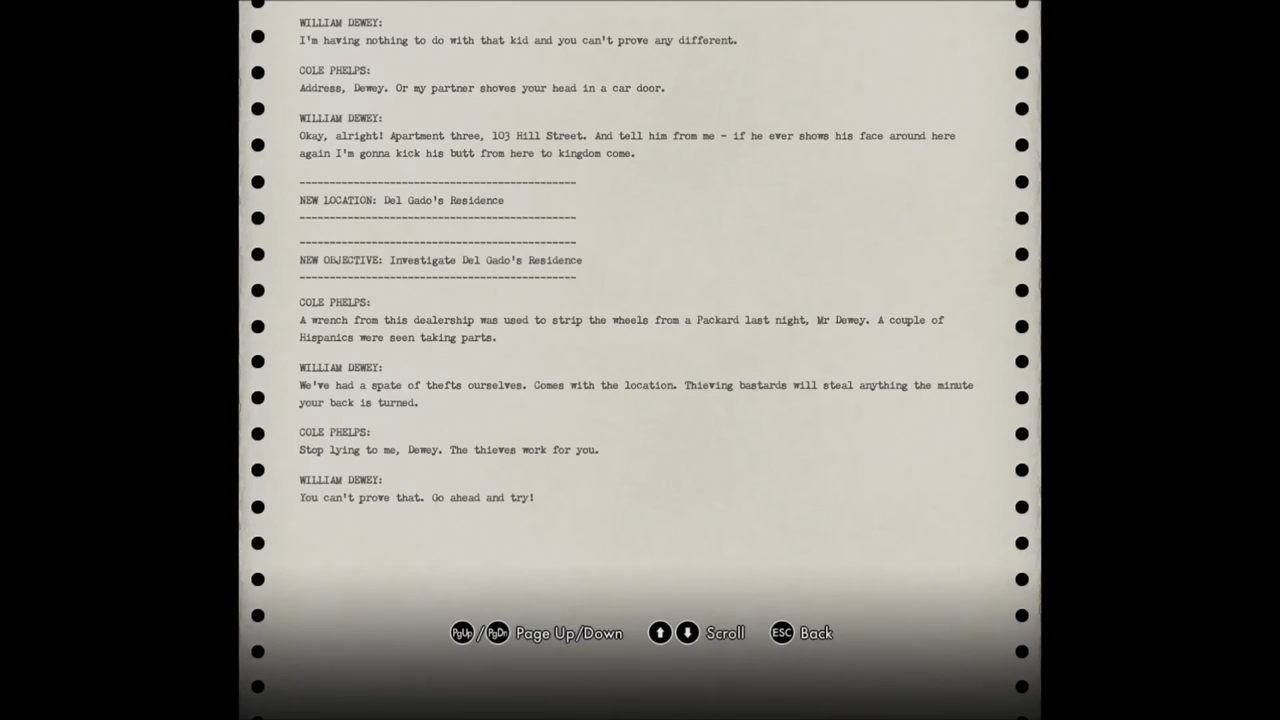 WILLIAM DEWEY:
I'm having nothing to do with that kid and you can't prove any different.
COLE PHELPS:
Address, Dewey. Or my partner shoves your head in a car door.
WILLIAM DEWEY:
Okay, alright! Apartment three, 103 Hill Street. And tell him from me - if he ever shows his face around here
again I'm gonna kick his butt from here to kingdom come.
----------------------------------------------
NEW LOCATION: Del Gado's Residence
----------------------------------------------
----------------------------------------------
NEW OBJECTIVE: Investigate Del Gado's Residence
----------------------------------------------
COLE PHELPS:
A wrench from this dealership was used to strip the wheels from a Packard last night, Mr Dewey. A couple of
Hispanics were seen taking parts.
WILLIAM DEWEY:
We've had a spate of thefts ourselves. Comes with the location. Thieving bastards will steal anything the minute
your back is turned.
COLE PHELPS:
Stop lying to me, Dewey. The thieves work for you.
WILLIAM DEWEY:
You can't prove that. Go ahead and try!
PgUp/PgDn Page Up/Down Scroll ESC Back